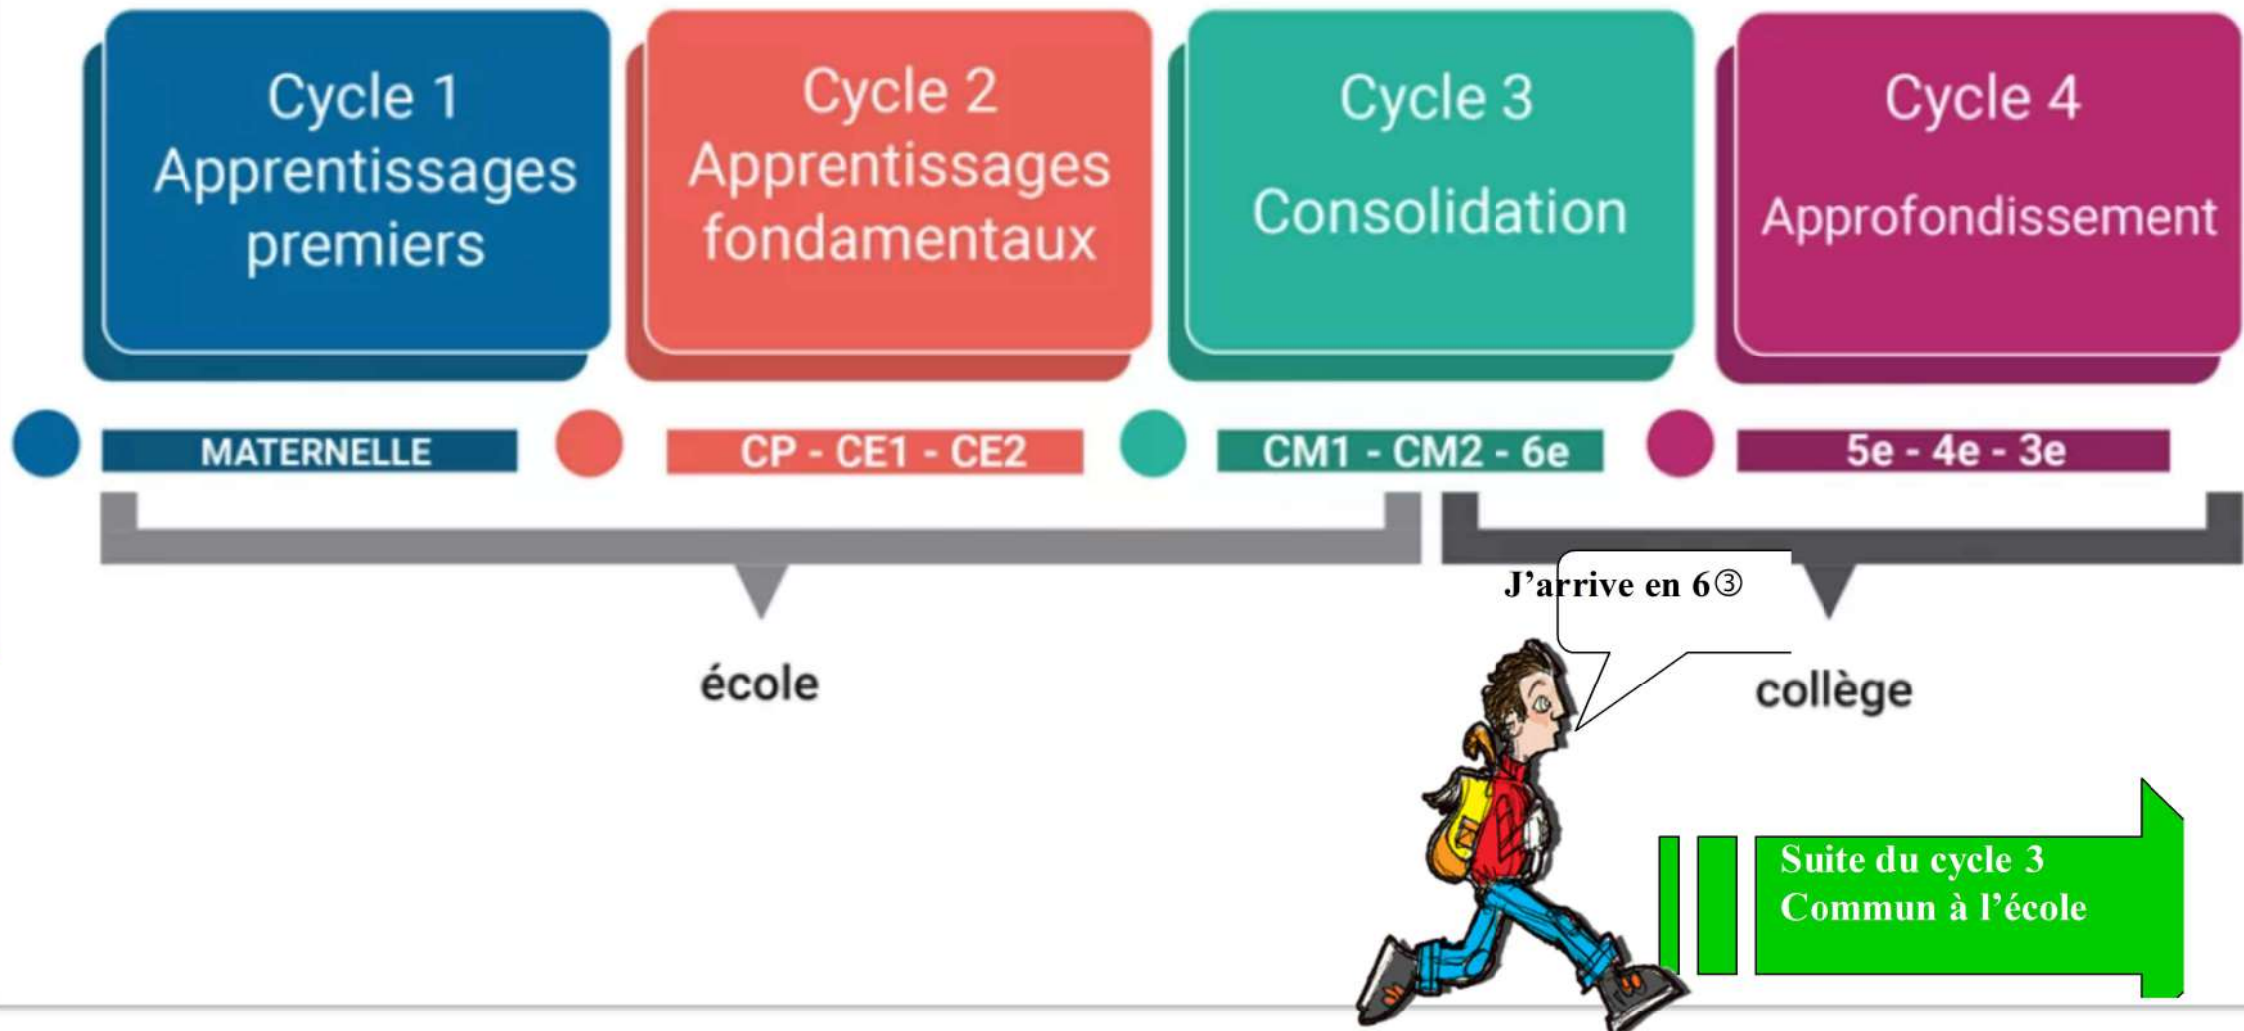 Cycle 1
Apprentissages
premiers
Cycle 2
Apprentissages
fondamentaux
Cycle 3
Consolidation
Cycle 4
Approfondissement
MATERNELLE
CP - CE1 - CE2
CM1 - CM2 - 6e
5e - 4e - 3e
J’arrive en 6③
école
collège
Suite du cycle 3
Commun à l’école